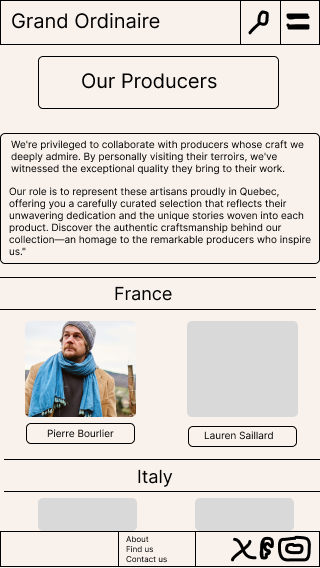 Grand Ordinaire
Our Producers
We're privileged to collaborate with producers whose craft we
deeply admire. By personally visiting their terroirs, we've
witnessed the exceptional quality they bring to their work.
Our role is to represent these artisans proudly in Quebec,
offering you a carefully curated selection that reflects their
unwavering dedication and the unique stories woven into each
product. Discover the authentic craftsmanship behind our
collection—an homage to the remarkable producers who inspire
us."
France
Pierre Bourlier
Lauren Saillard
Italy
About
Find us
Contact us